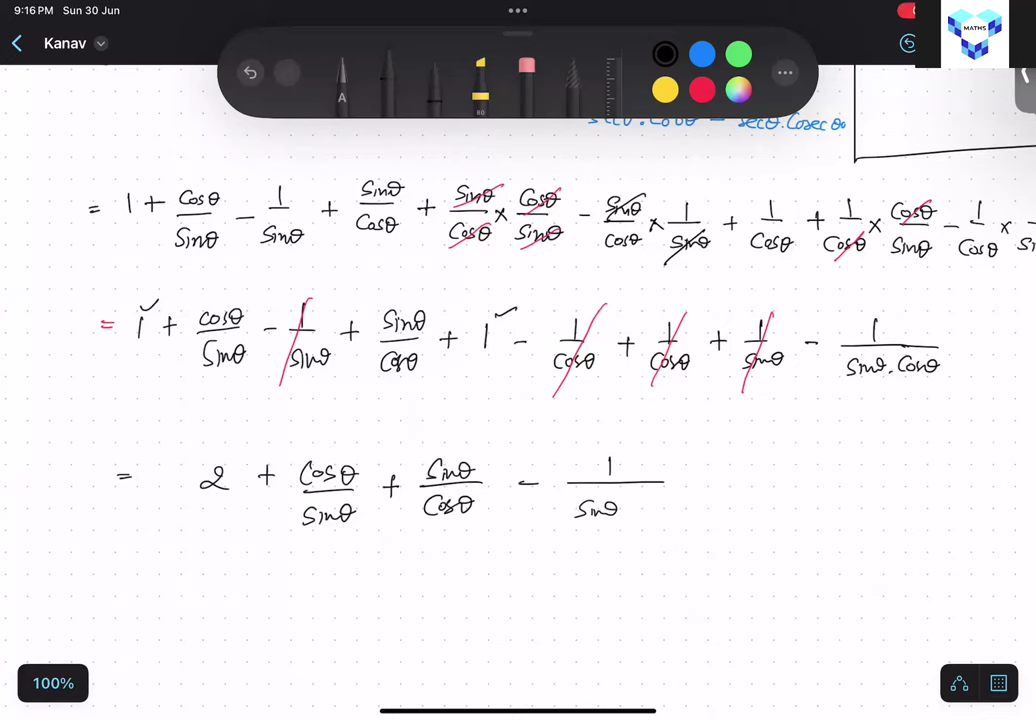 9:16 PM Sun 30 Jun
MATHS
Kanav
A
80
secθ.Cosecθ
= 1 + Cosθ/Sinθ - 1/Sinθ + Sinθ/Cosθ + Sinθ/Cosθ × Cosθ/Sinθ - Sinθ/Cosθ × 1/Sinθ + 1/Cosθ + 1/Cosθ × Cosθ/Sinθ - 1/Cosθ ×
= 1 + Cosθ/Sinθ - 1/Sinθ + Sinθ/Cosθ + 1 - 1/Cosθ + 1/Cosθ + 1/Sinθ - 1/Sinθ.Cosθ
= 2 + Cosθ/Sinθ + Sinθ/Cosθ - 1/Sinθ
100%